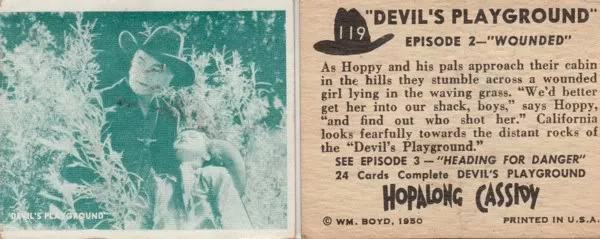 DEVIL'S PLAYGROUND
119
"DEVIL'S PLAYGROUND"
EPISODE 2—"WOUNDED"
As Hoppy and his pals approach their cabin
in the hills they stumble across a wounded
girl lying in the waving grass. "We'd better
get her into our shack, boys," says Hoppy,
"and find out who shot her." California
looks fearfully towards the distant rocks of
the "Devil's Playground."
SEE EPISODE 3—"HEADING FOR DANGER"
24 Cards Complete DEVIL'S PLAYGROUND
HOPALONG CASSIDY
© WM. BOYD, 1950 PRINTED IN U.S.A.